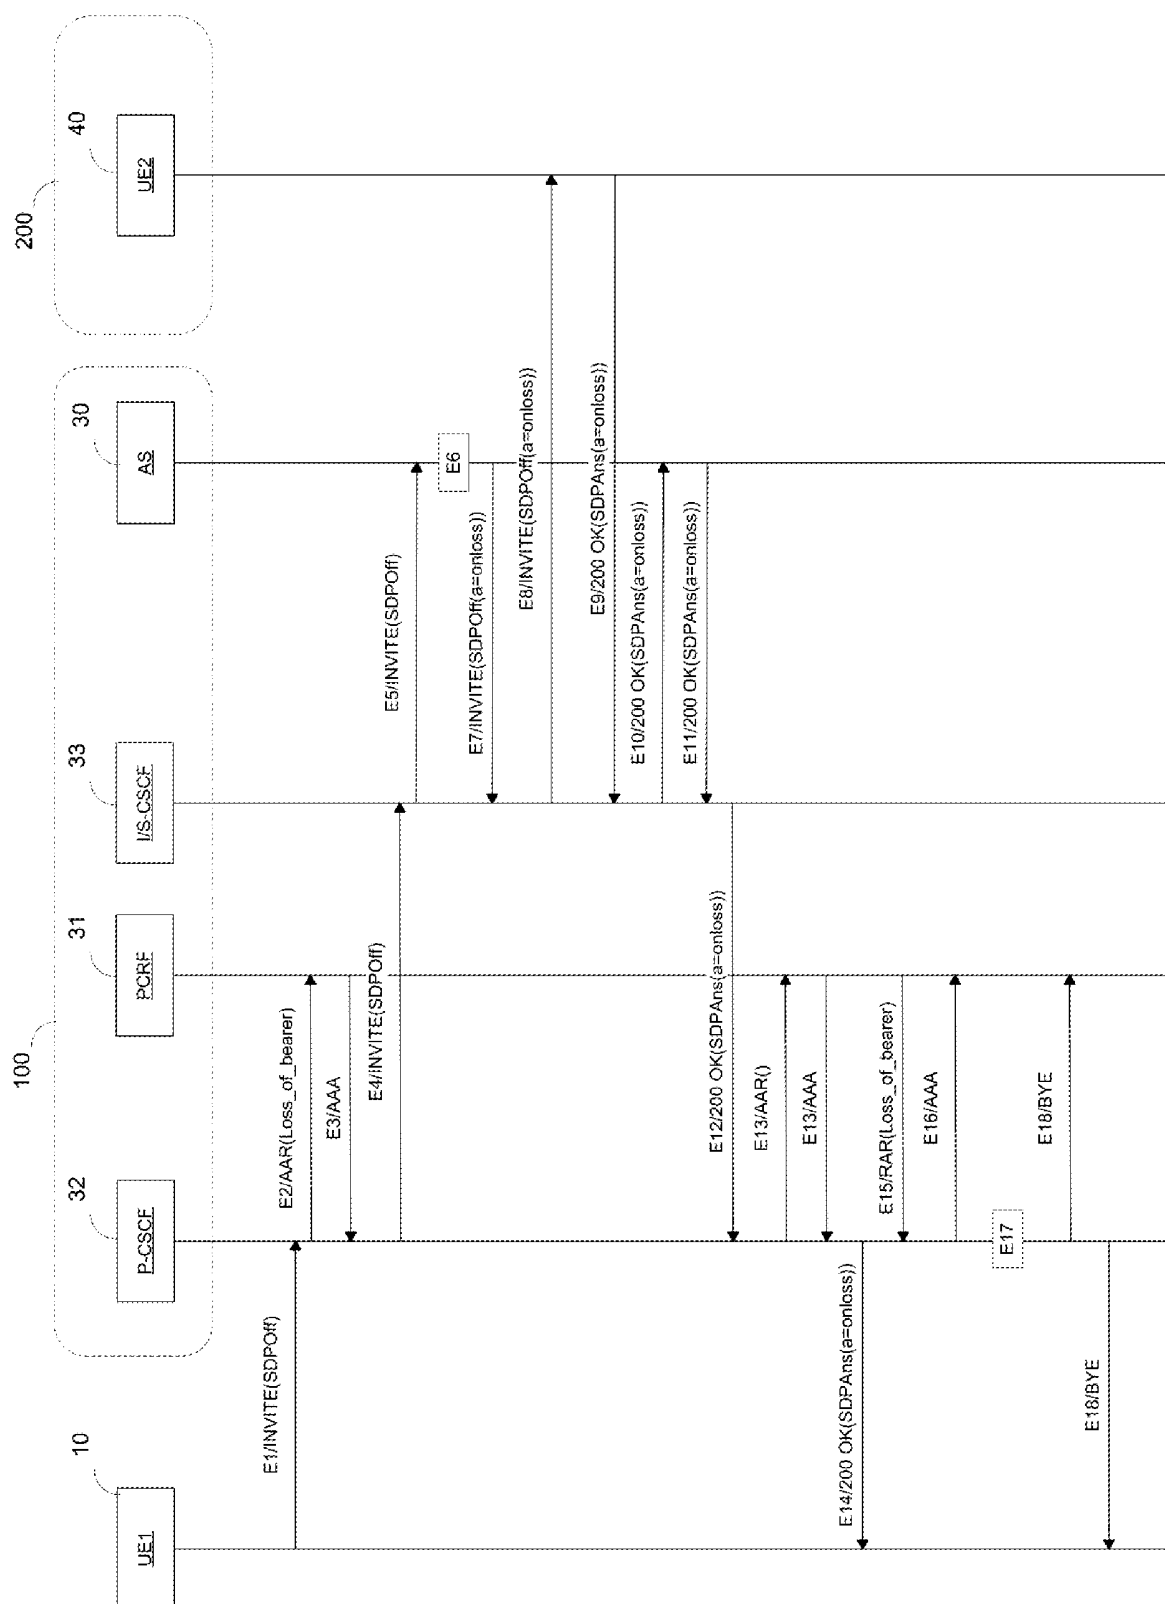 100
200
10
32
31
33
30
40
UE1
P-CSCF
PCRF
I/S-CSCF
AS
UE2
E1/INVITE(SDPOff)
E2/AAR(Loss_of_bearer)
E3/AAA
E4/INVITE(SDPOff)
E5/INVITE(SDPOff)
E6
E7/INVITE(SDPOff(a=onloss))
E8/INVITE(SDPOff(a=onloss))
E9/200 OK(SDPAns(a=onloss))
E10/200 OK(SDPAns(a=onloss))
E11/200 OK(SDPAns(a=onloss))
E12/200 OK(SDPAns(a=onloss))
E13/AAR()
E13/AAA
E14/200 OK(SDPAns(a=onloss))
E15/RAR(Loss_of_bearer)
E16/AAA
E17
E18/BYE
E18/BYE